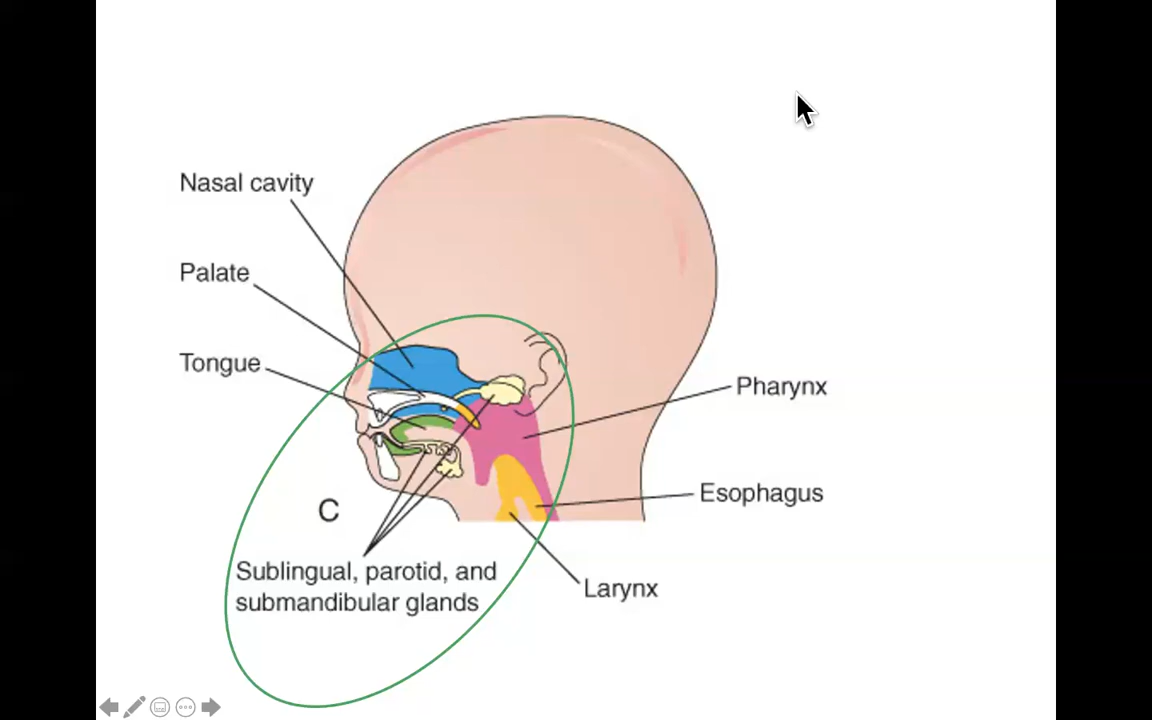 Nasal cavity
Palate
Tongue
Pharynx
Esophagus
C
Sublingual, parotid, and
submandibular glands
Larynx